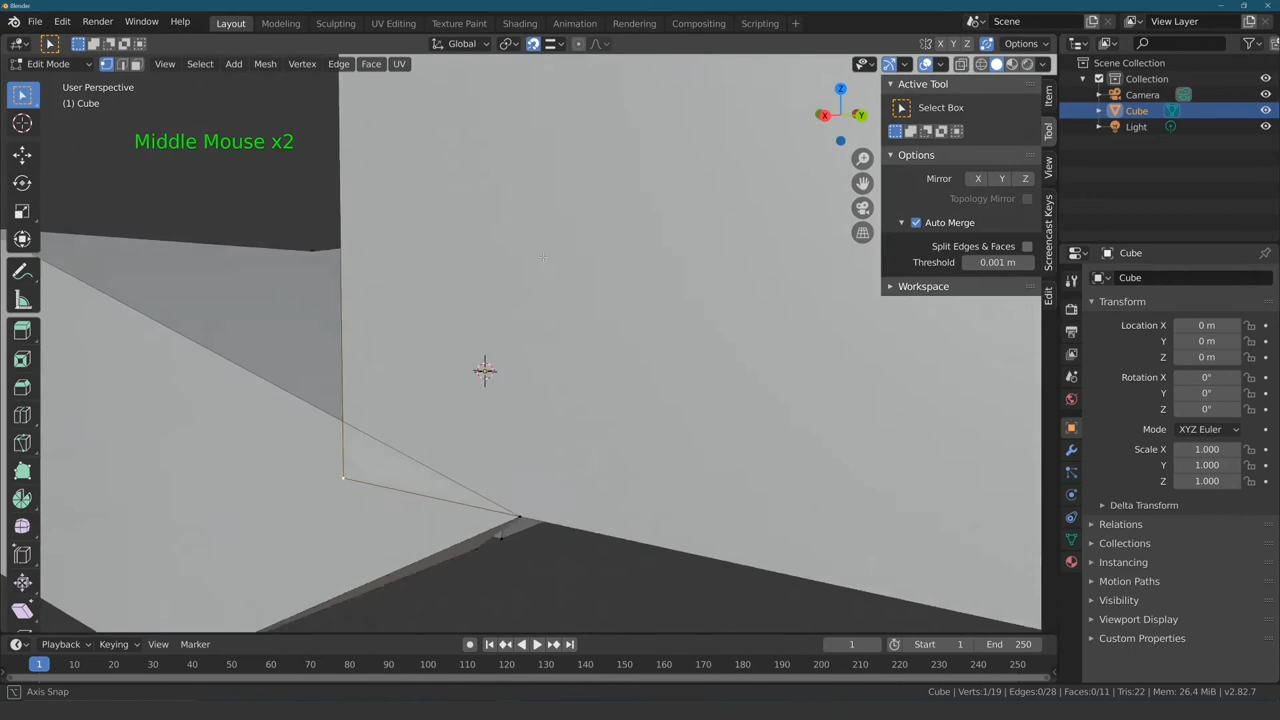 Blender
File Edit Render Window Help Layout Modeling Sculpting UV Editing Texture Paint Shading Animation Rendering Compositing Scripting + Scene View Layer
Global X Y Z Options
Edit Mode View Select Add Mesh Vertex Edge Face UV
User Perspective
(1) Cube
Middle Mouse x2
Z
X Y
Active Tool
Select Box
Options
Mirror X Y Z
Topology Mirror
Auto Merge
Split Edges & Faces
Threshold 0.001 m
Workspace
Item
Tool
View
Screencast Keys
Edit
Scene Collection
Collection
Camera
Cube
Light
Cube
Cube
Transform
Location X 0 m
Y 0 m
Z 0 m
Rotation X 0°
Y 0°
Z 0°
Mode XYZ Euler
Scale X 1.000
Y 1.000
Z 1.000
Delta Transform
Relations
Collections
Instancing
Motion Paths
Visibility
Viewport Display
Custom Properties
Playback Keying View Marker 1 Start 1 End 250
1 10 20 30 40 50 60 70 80 90 100 110 120 130 140 150 160 170 180 190 200 210 220 230 240 250
Axis Snap Cube | Verts:1/19 | Edges:0/28 | Faces:0/11 | Tris:22 | Mem: 26.4 MiB | v2.82.7